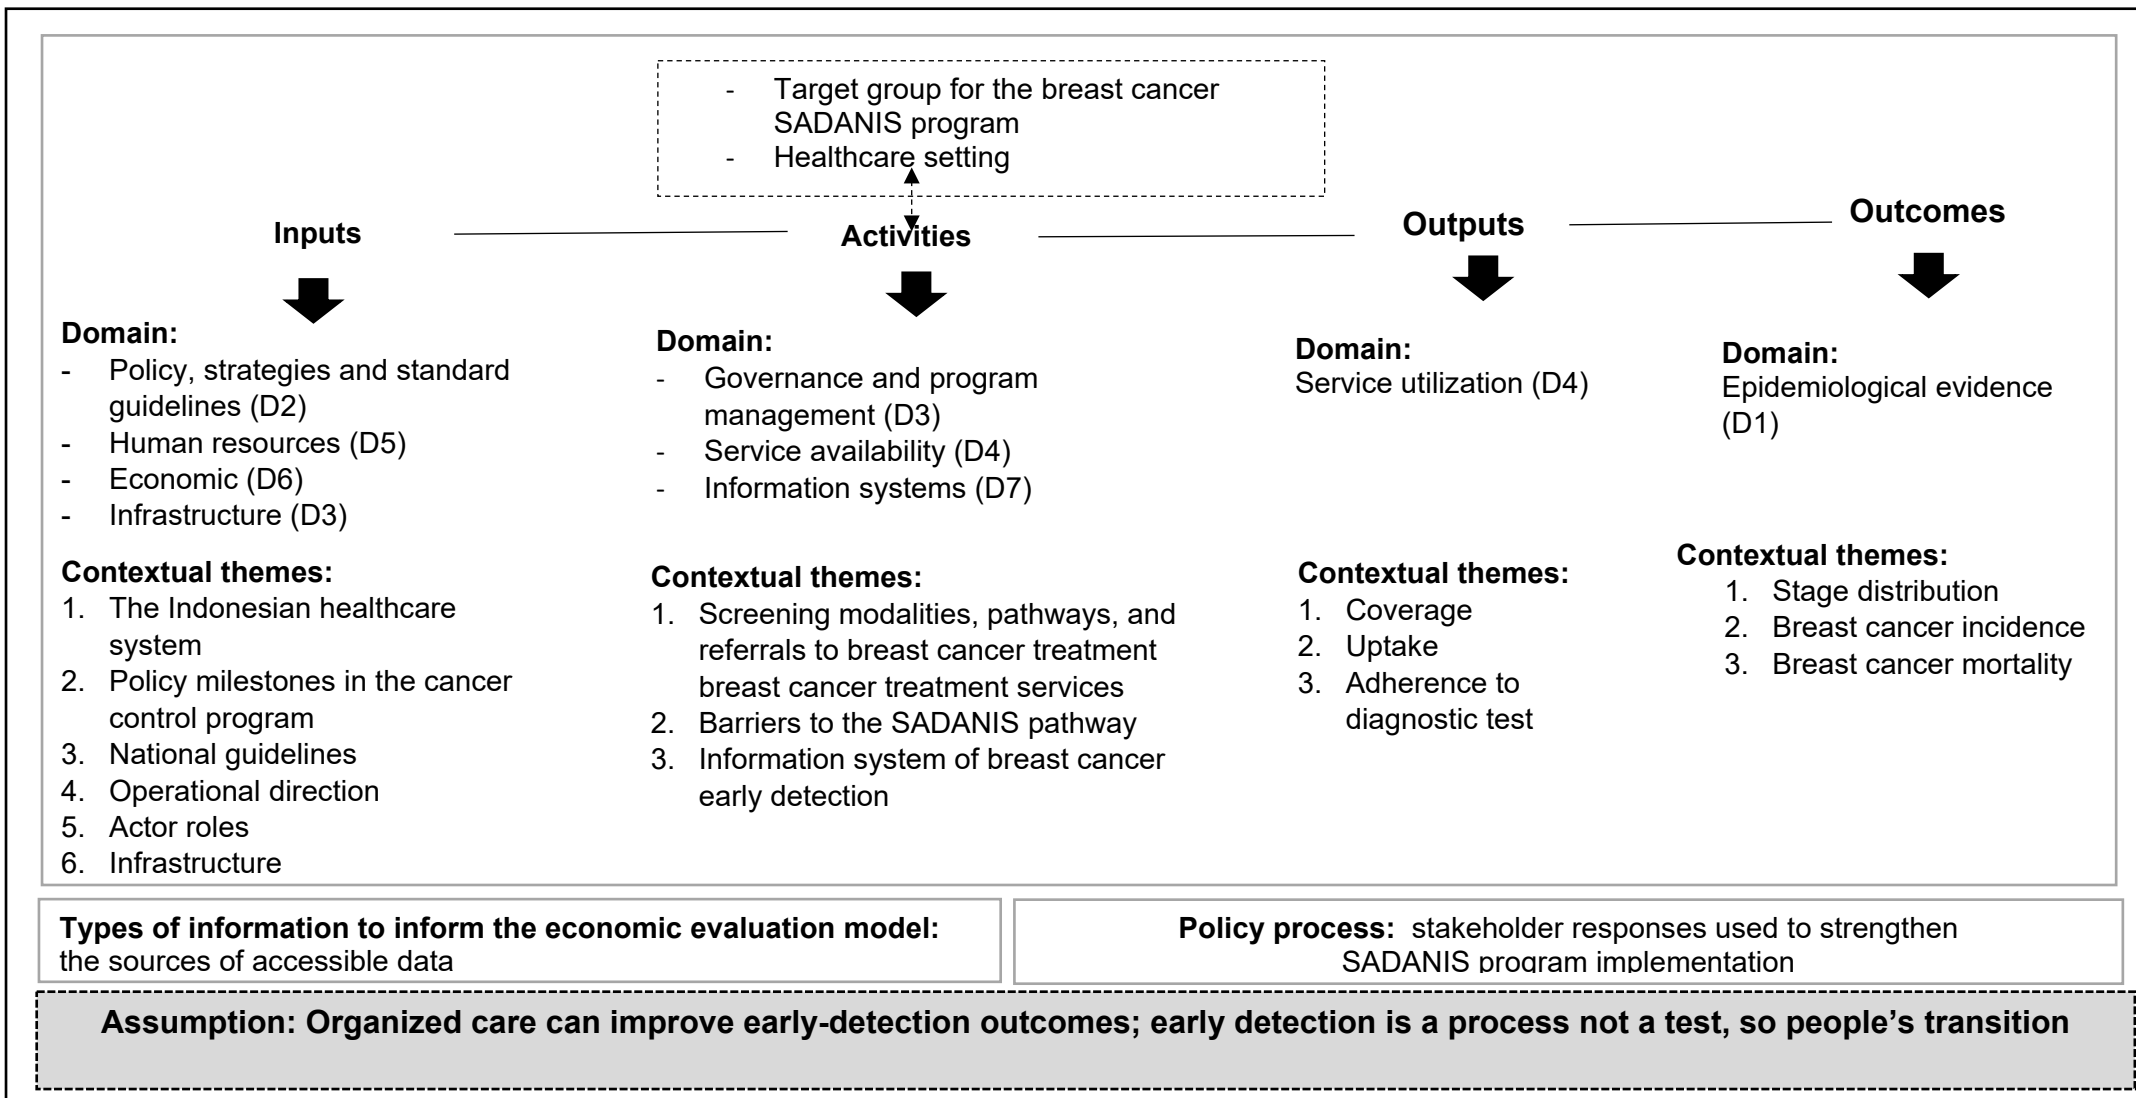 - Target group for the breast cancer
SADANIS program
- Healthcare setting
Inputs
Activities
Outputs
Outcomes
Domain:
- Policy, strategies and standard
guidelines (D2)
- Human resources (D5)
- Economic (D6)
- Infrastructure (D3)
Contextual themes:
1. The Indonesian healthcare
system
2. Policy milestones in the cancer
control program
3. National guidelines
4. Operational direction
5. Actor roles
6. Infrastructure
Domain:
- Governance and program
management (D3)
- Service availability (D4)
- Information systems (D7)
Contextual themes:
1. Screening modalities, pathways, and
referrals to breast cancer treatment
breast cancer treatment services
2. Barriers to the SADANIS pathway
3. Information system of breast cancer
early detection
Domain:
Service utilization (D4)
Contextual themes:
1. Coverage
2. Uptake
3. Adherence to
diagnostic test
Domain:
Epidemiological evidence
(D1)
Contextual themes:
1. Stage distribution
2. Breast cancer incidence
3. Breast cancer mortality
Types of information to inform the economic evaluation model:
the sources of accessible data
Policy process: stakeholder responses used to strengthen
SADANIS program implementation
Assumption: Organized care can improve early-detection outcomes; early detection is a process not a test, so people's transition